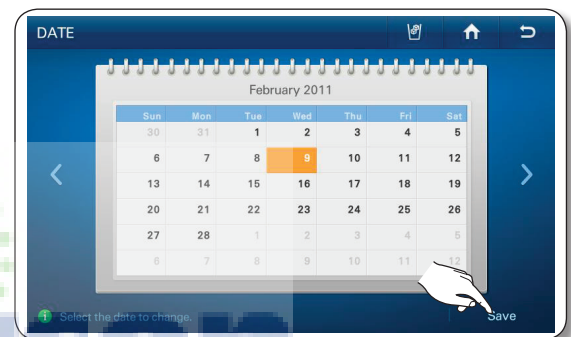 DATE
February 2011
Sun Mon Tue Wed Thu Fri Sat
30 31 1 2 3 4 5
6 7 8 9 10 11 12
13 14 15 16 17 18 19
20 21 22 23 24 25 26
27 28 1 2 3 4 5
6 7 8 9 10 11 12
Select the date to change.
Save